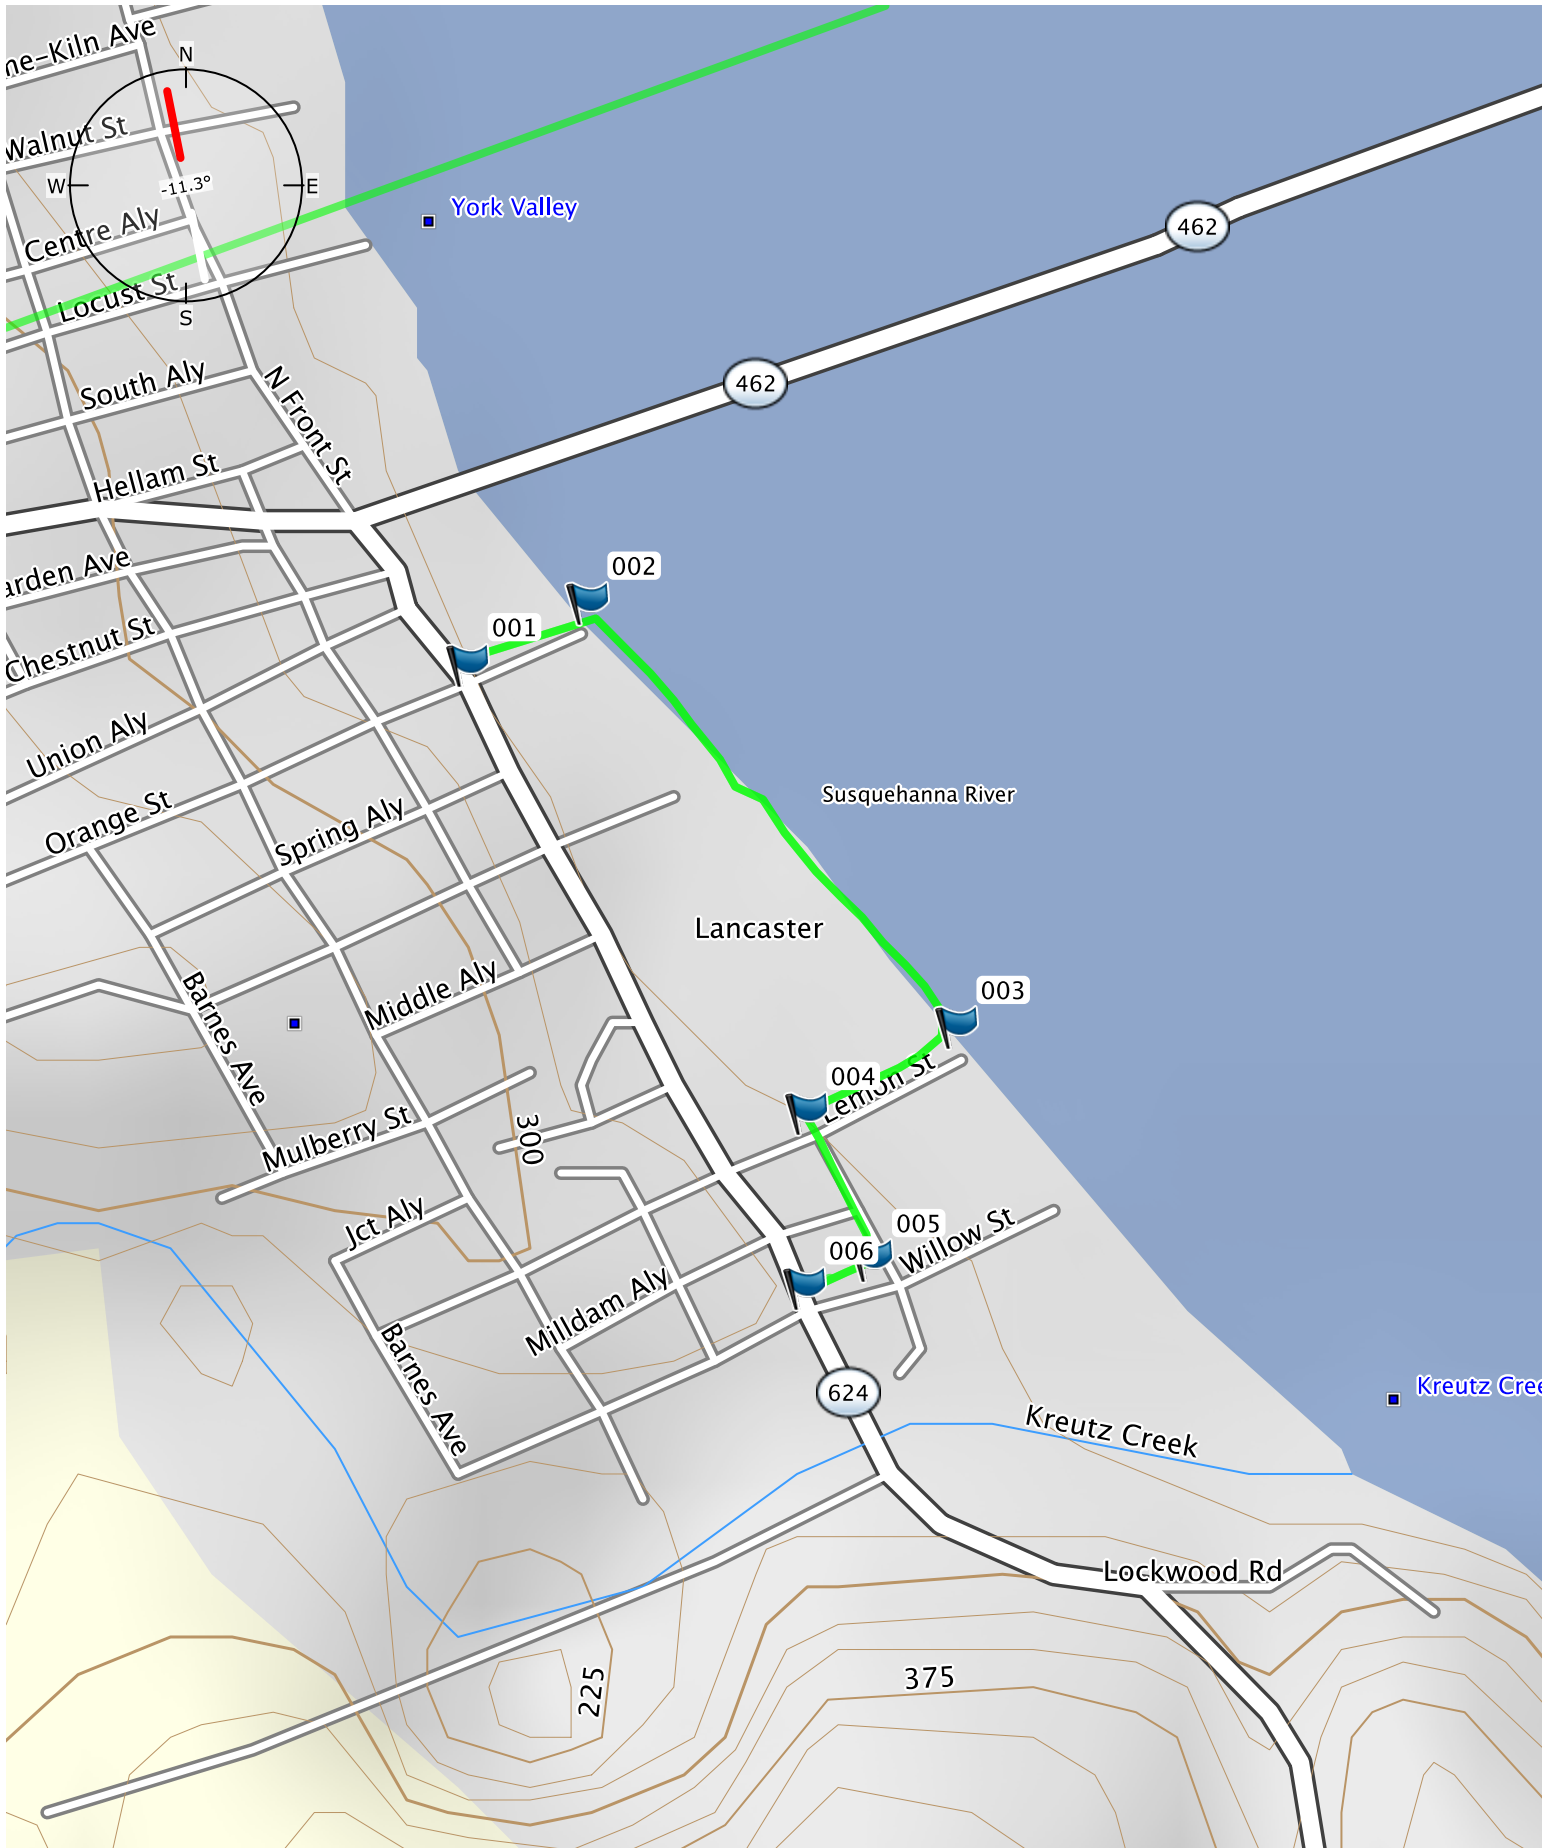 ne-Kiln Ave
N
Walnut St
W
-11.3°
E
York Valley
Centre Aly
462
Locust St
S
462
South Aly
N Front St
Hellam St
arden Ave
002
001
Chestnut St
Union Aly
Susquehanna River
Orange St
Spring Aly
Lancaster
Middle Aly
003
Barnes Ave
004
Lemon St
Mulberry St
300
Jct Aly
005
Willow St
006
Milldam Aly
Barnes Ave
624
Kreutz Cree
Kreutz Creek
Lockwood Rd
225
375